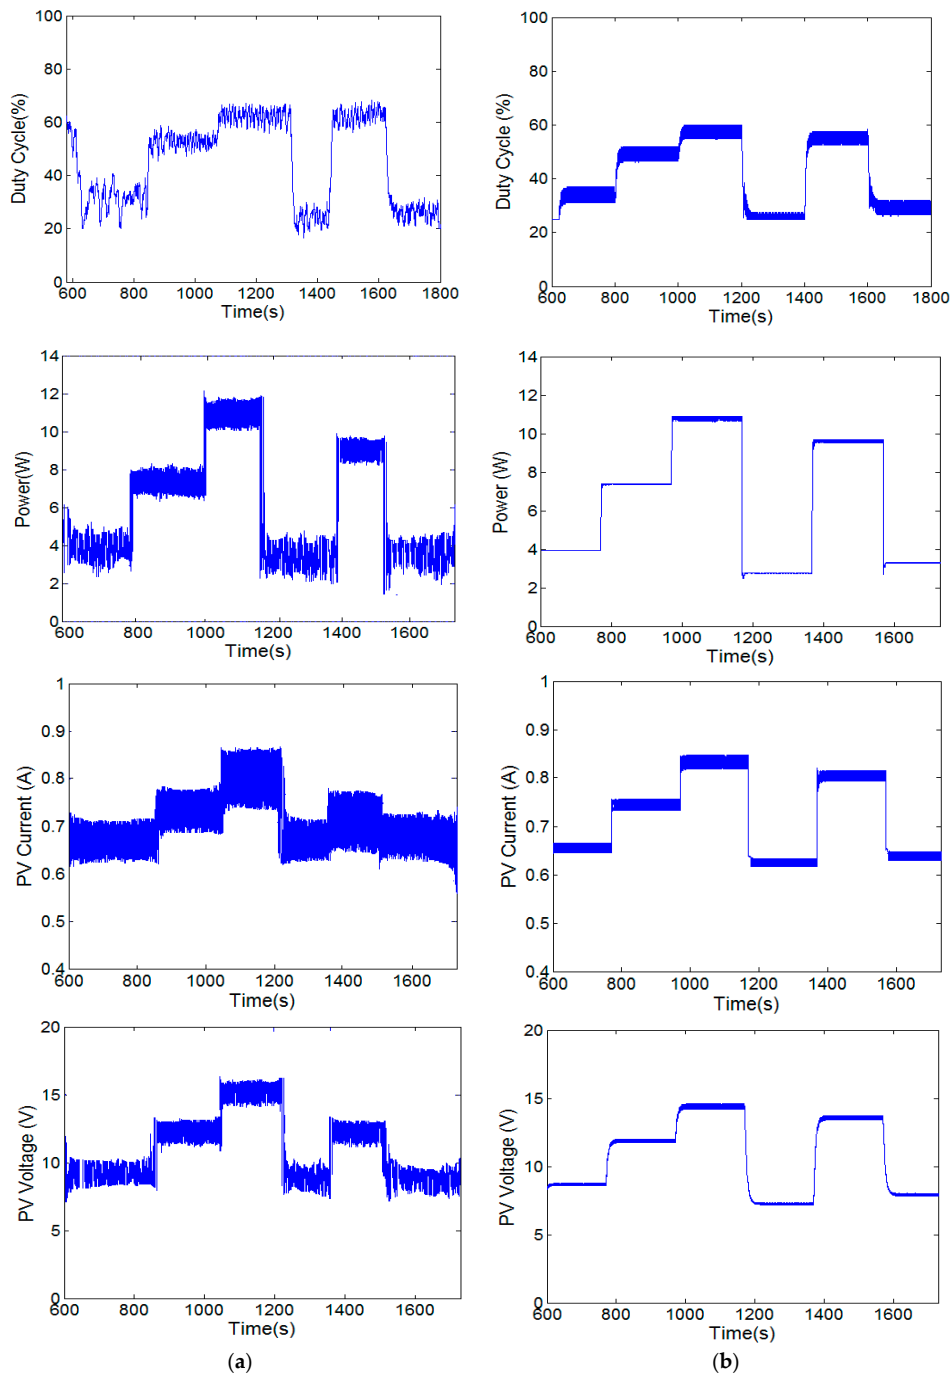 100
80
60
40
20
0
Duty Cycle(%)
600 800 1000 1200 1400 1600 1800
Time(s)
100
80
60
40
20
0
Duty Cycle (%)
600 800 1000 1200 1400 1600 1800
Time(s)
14
12
10
8
6
4
2
0
Power(W)
600 800 1000 1200 1400 1600
Time(s)
14
12
10
8
6
4
2
0
Power (W)
600 800 1000 1200 1400 1600
Time(s)
1
0.9
0.8
0.7
0.6
0.5
0.4
PV Current (A)
600 800 1000 1200 1400 1600
Time(s)
1
0.9
0.8
0.7
0.6
0.5
0.4
PV Current (A)
600 800 1000 1200 1400 1600
Time(s)
20
15
10
5
0
PV Voltage (V)
600 800 1000 1200 1400 1600
Time(s)
20
15
10
5
0
PV Voltage (V)
600 800 1000 1200 1400 1600
Time(s)
(a)
(b)